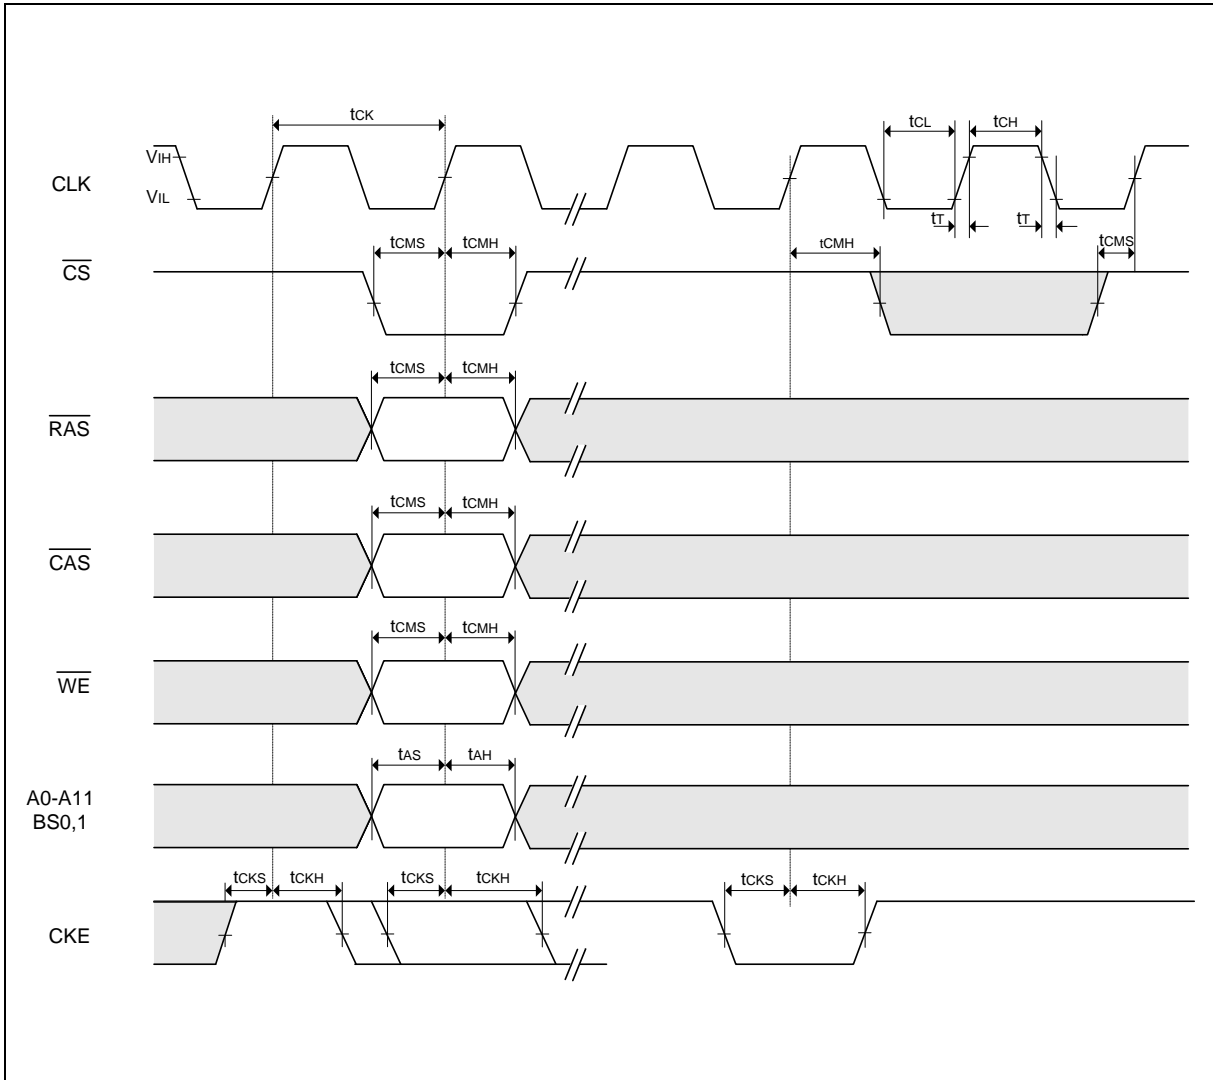 tCK
tCL
tCH
VIH
CLK
VIL
tT
tT
tCMS
tCMH
tCMH
tCMS
CS
tCMS
tCMH
RAS
tCMS
tCMH
CAS
tCMS
tCMH
WE
tAS
tAH
A0-A11
BS0,1
tCKS
tCKH
tCKS
tCKH
tCKS
tCKH
CKE